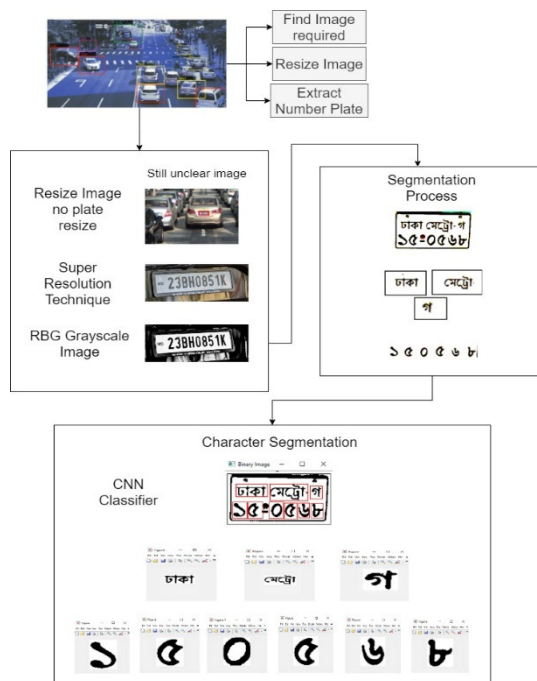 Find Image
required
Resize Image
Extract
Number Plate
Still unclear image
Resize Image
no plate
resize
Super
Resolution
Technique
23BH0851K
RBG Grayscale
Image
23BH0851K
Segmentation
Process
ঢাকা মেট্রো-গ
১৫-০৫৬৮
ঢাকা মেট্রো
গ
১ ৫ ০ ৫ ৬ ৮
Character Segmentation
CNN
Classifier
Binary Image
ঢাকা মেট্রো-গ
১৫-০৫৬৮
ঢাকা মেট্রো গ
১ ৫ ০ ৫ ৬ ৮